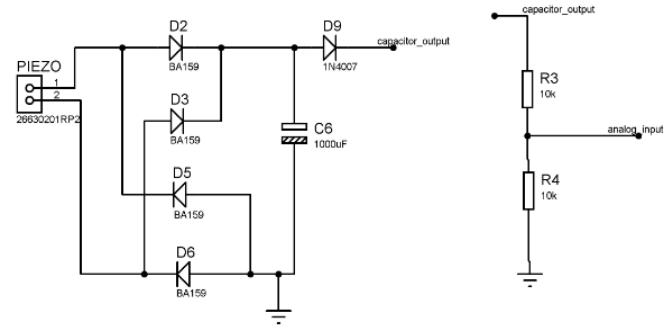 PIEZO
1
2
26630201RP2
D2
BA159
D3
BA159
D5
BA159
D6
BA159
C6
1000uF
D9
1N4007
capacitor_output
capacitor_output
R3
10k
analog_input
R4
10k